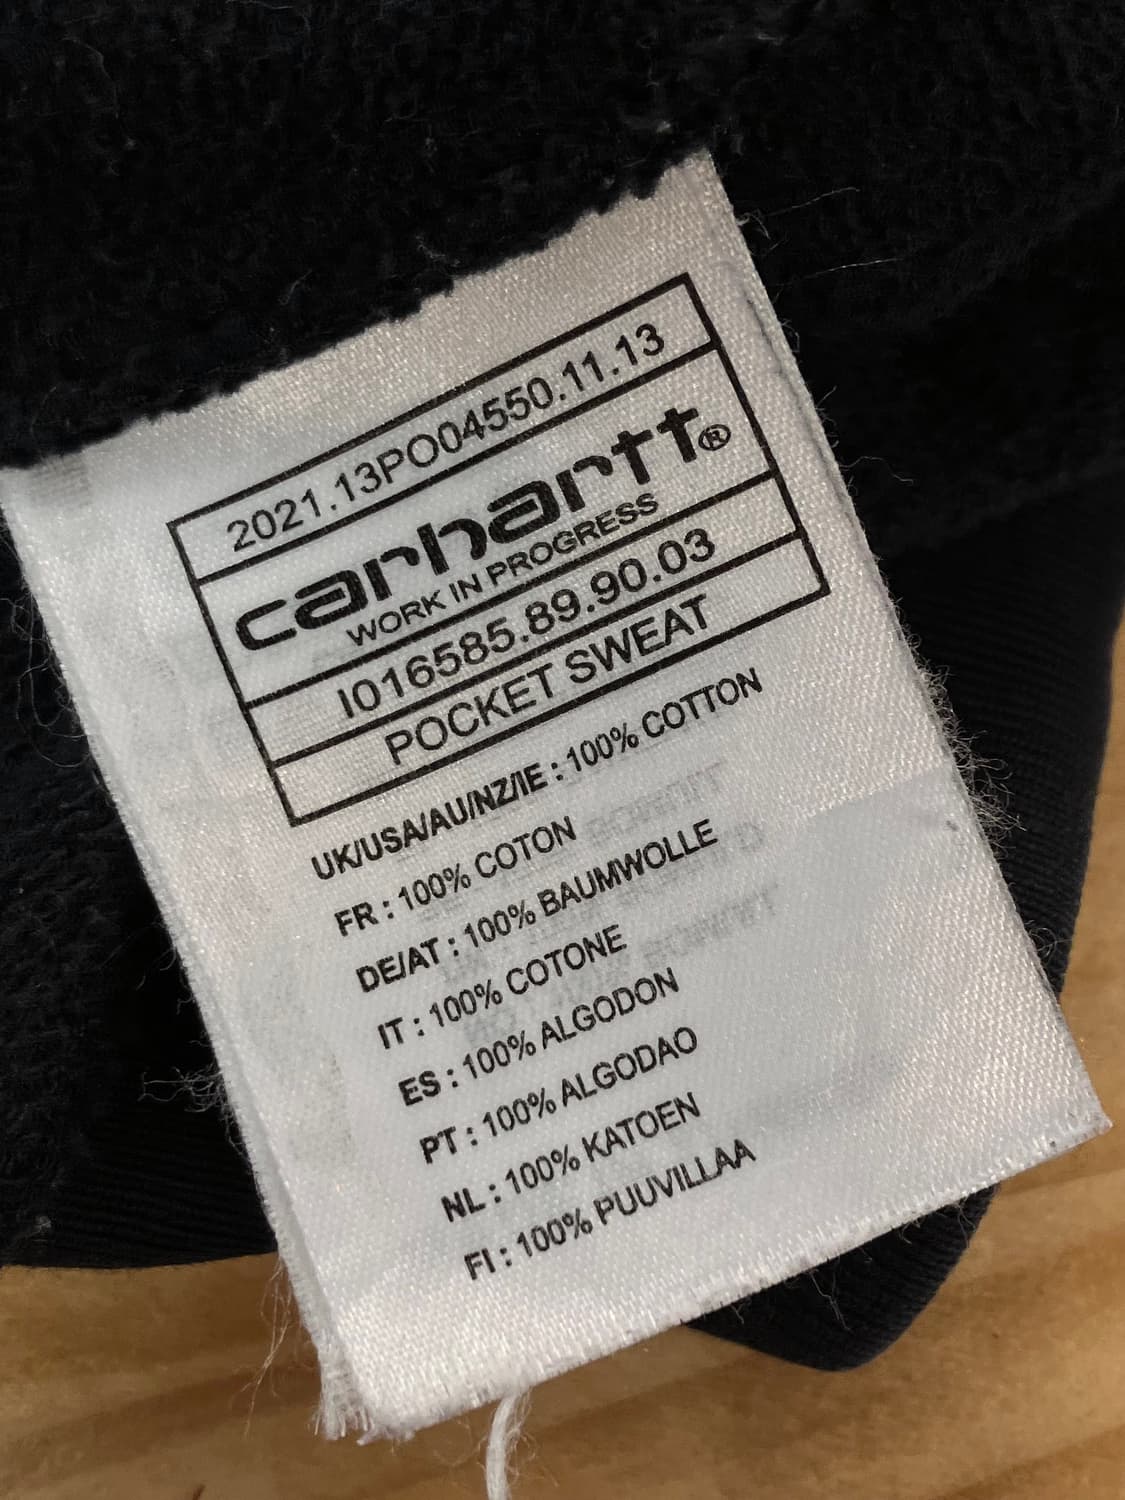 2021.13PO04550.11.13
carhartt®
WORK IN PROGRESS
I016585.89.90.03
POCKET SWEAT
UK/USA/AU/NZ/IE : 100% COTTON
FR : 100% COTON
DE/AT : 100% BAUMWOLLE
IT : 100% COTONE
ES : 100% ALGODON
PT : 100% ALGODAO
NL : 100% KATOEN
FI : 100% PUUVILLAA